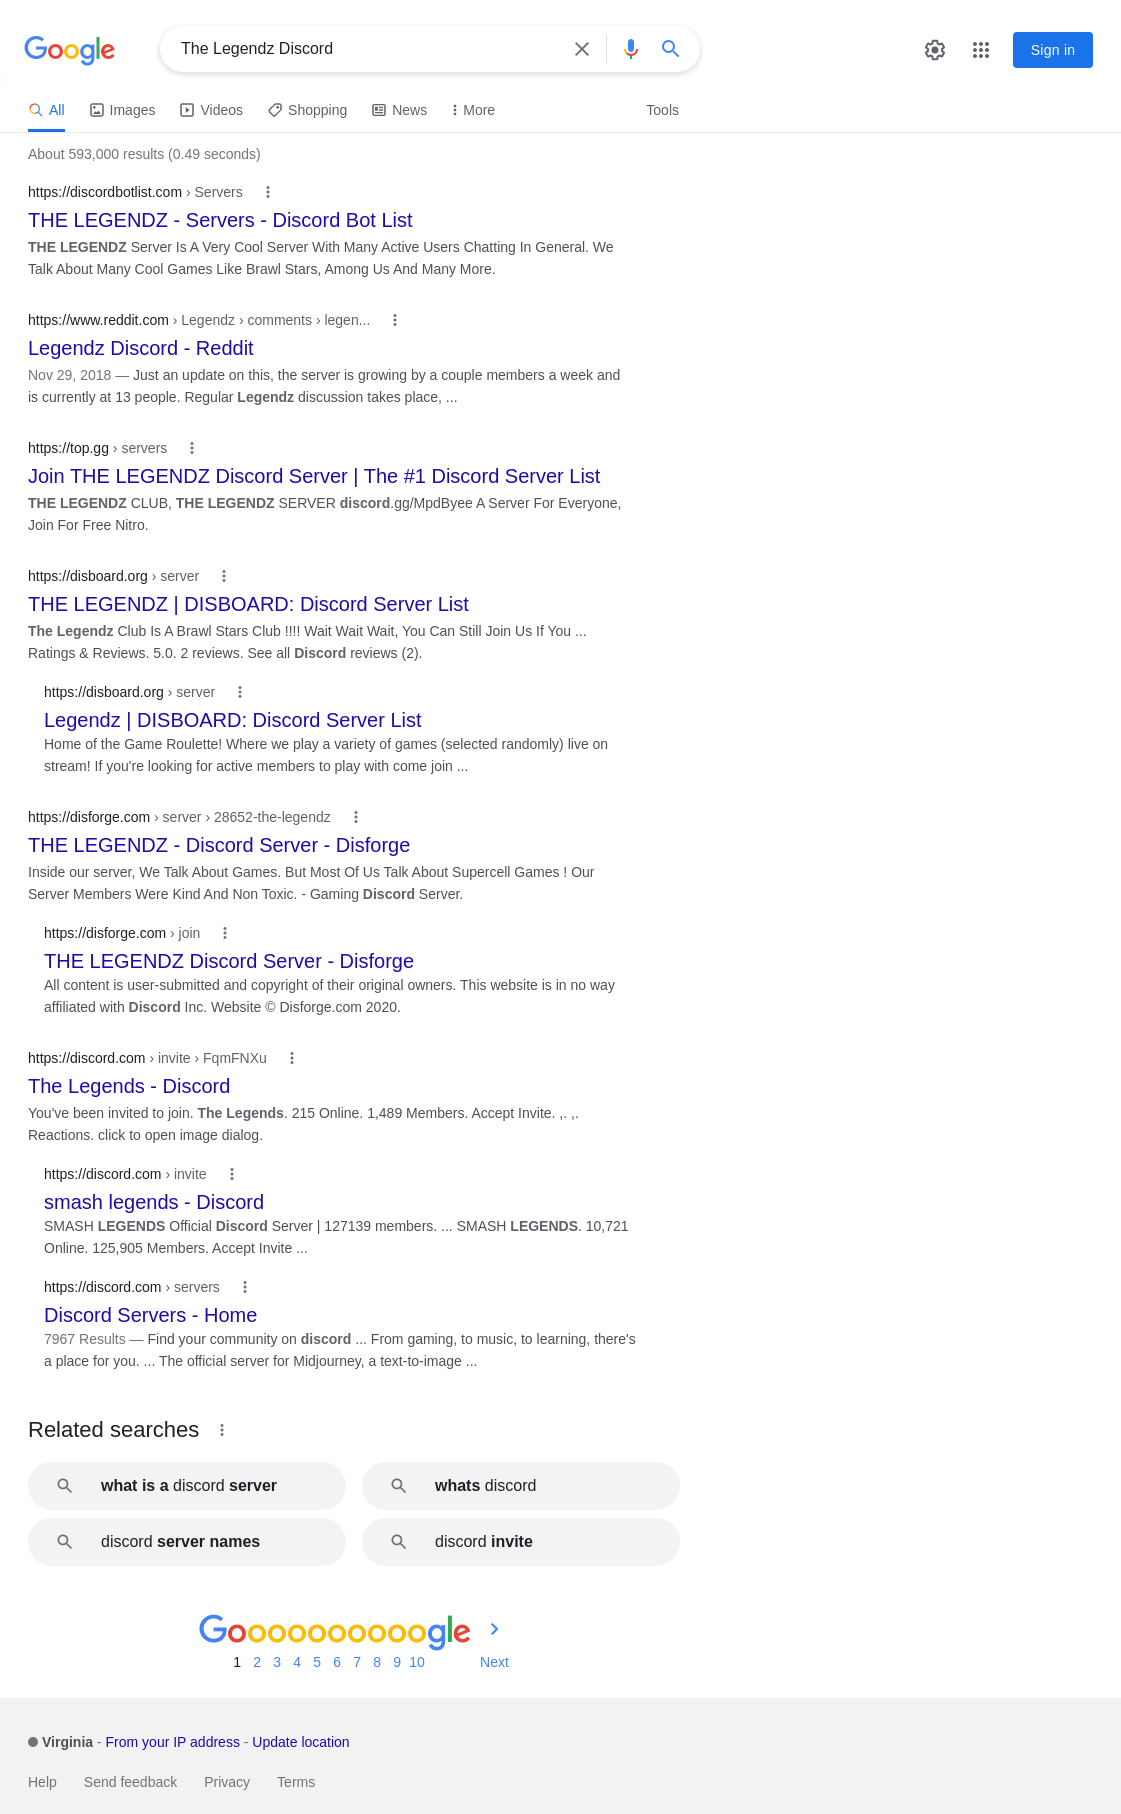 Google
The Legendz Discord
Sign in
All Images Videos Shopping News More Tools
About 593,000 results (0.49 seconds)
https://discordbotlist.com › Servers
THE LEGENDZ - Servers - Discord Bot List
THE LEGENDZ Server Is A Very Cool Server With Many Active Users Chatting In General. We
Talk About Many Cool Games Like Brawl Stars, Among Us And Many More.
https://www.reddit.com › Legendz › comments › legen...
Legendz Discord - Reddit
Nov 29, 2018 — Just an update on this, the server is growing by a couple members a week and
is currently at 13 people. Regular Legendz discussion takes place, ...
https://top.gg › servers
Join THE LEGENDZ Discord Server | The #1 Discord Server List
THE LEGENDZ CLUB, THE LEGENDZ SERVER discord.gg/MpdByee A Server For Everyone,
Join For Free Nitro.
https://disboard.org › server
THE LEGENDZ | DISBOARD: Discord Server List
The Legendz Club Is A Brawl Stars Club !!!! Wait Wait Wait, You Can Still Join Us If You ...
Ratings & Reviews. 5.0. 2 reviews. See all Discord reviews (2).
https://disboard.org › server
Legendz | DISBOARD: Discord Server List
Home of the Game Roulette! Where we play a variety of games (selected randomly) live on
stream! If you're looking for active members to play with come join ...
https://disforge.com › server › 28652-the-legendz
THE LEGENDZ - Discord Server - Disforge
Inside our server, We Talk About Games. But Most Of Us Talk About Supercell Games ! Our
Server Members Were Kind And Non Toxic. - Gaming Discord Server.
https://disforge.com › join
THE LEGENDZ Discord Server - Disforge
All content is user-submitted and copyright of their original owners. This website is in no way
affiliated with Discord Inc. Website © Disforge.com 2020.
https://discord.com › invite › FqmFNXu
The Legends - Discord
You've been invited to join. The Legends. 215 Online. 1,489 Members. Accept Invite. ,. ,.
Reactions. click to open image dialog.
https://discord.com › invite
smash legends - Discord
SMASH LEGENDS Official Discord Server | 127139 members. ... SMASH LEGENDS. 10,721
Online. 125,905 Members. Accept Invite ...
https://discord.com › servers
Discord Servers - Home
7967 Results — Find your community on discord ... From gaming, to music, to learning, there's
a place for you. ... The official server for Midjourney, a text-to-image ...
Related searches
what is a discord server
whats discord
discord server names
discord invite
Goooooooooogle
1 2 3 4 5 6 7 8 9 10 Next
Virginia - From your IP address - Update location
Help Send feedback Privacy Terms